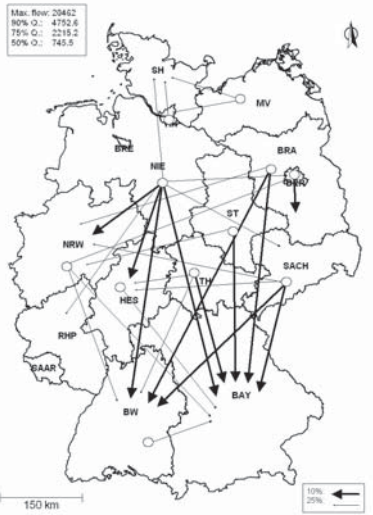 Max. flow: 20462
90% Q.: 4752.6
75% Q.: 2215.2
50% Q.: 745.5
SH
MV
HH
BRE
NIE
BRA
BER
ST
NRW
SACH
TH
HES
RHP
SAAR
BW
BAY
10%
25%
150 km